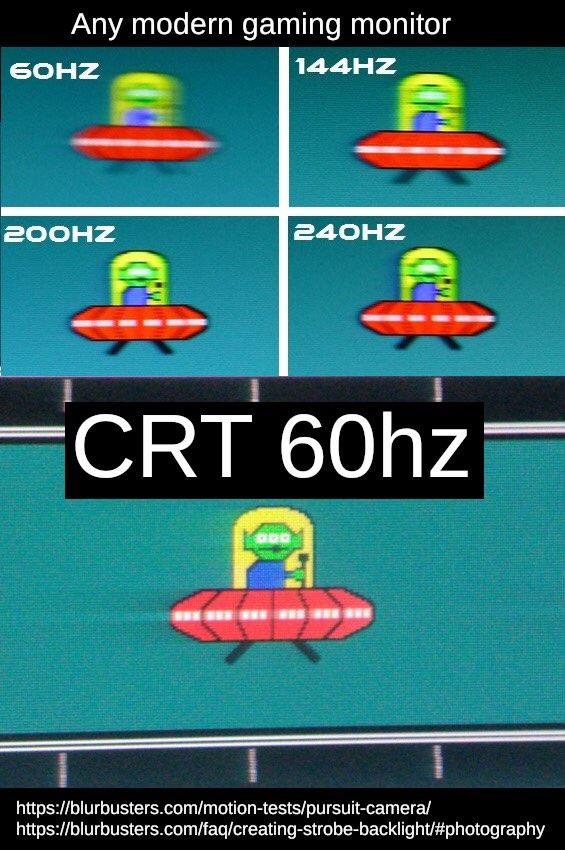 Any modern gaming monitor
60HZ
144HZ
200HZ
240HZ
CRT 60hz
https://blurbusters.com/motion-tests/pursuit-camera/
https://blurbusters.com/faq/creating-strobe-backlight/#photography